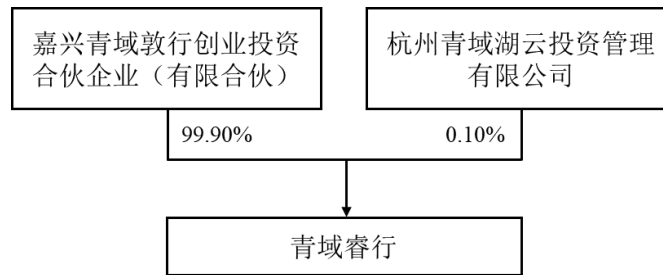 嘉兴青域敦行创业投资
合伙企业（有限合伙）
杭州青域湖云投资管理
有限公司
99.90%
0.10%
青域睿行